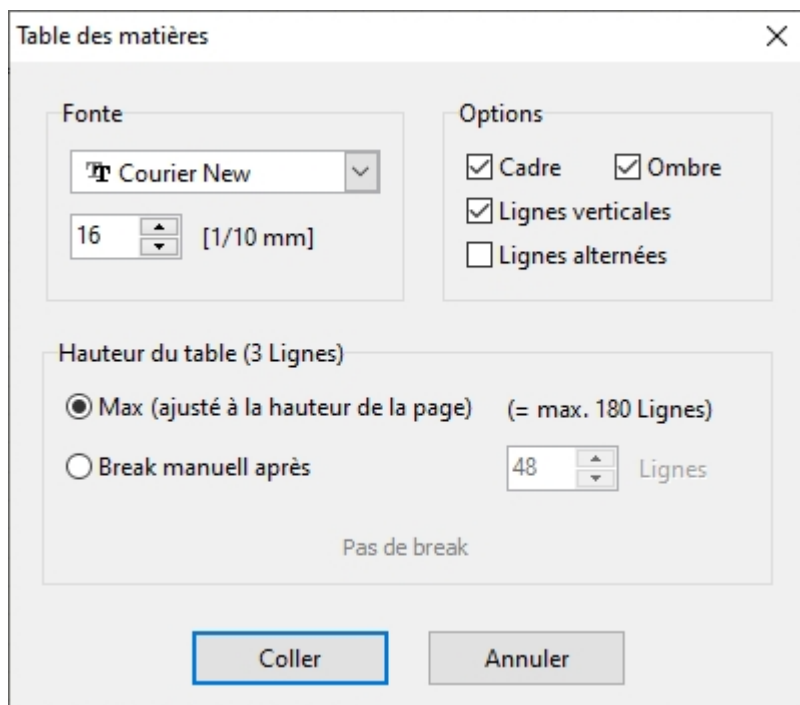 Table des matières
Fonte
Options
Courier New
Cadre
Ombre
16
[1/10 mm]
Lignes verticales
Lignes alternées
Hauteur du table (3 Lignes)
Max (ajusté à la hauteur de la page) (= max. 180 Lignes)
Break manuell après
48
Lignes
Pas de break
Coller
Annuler